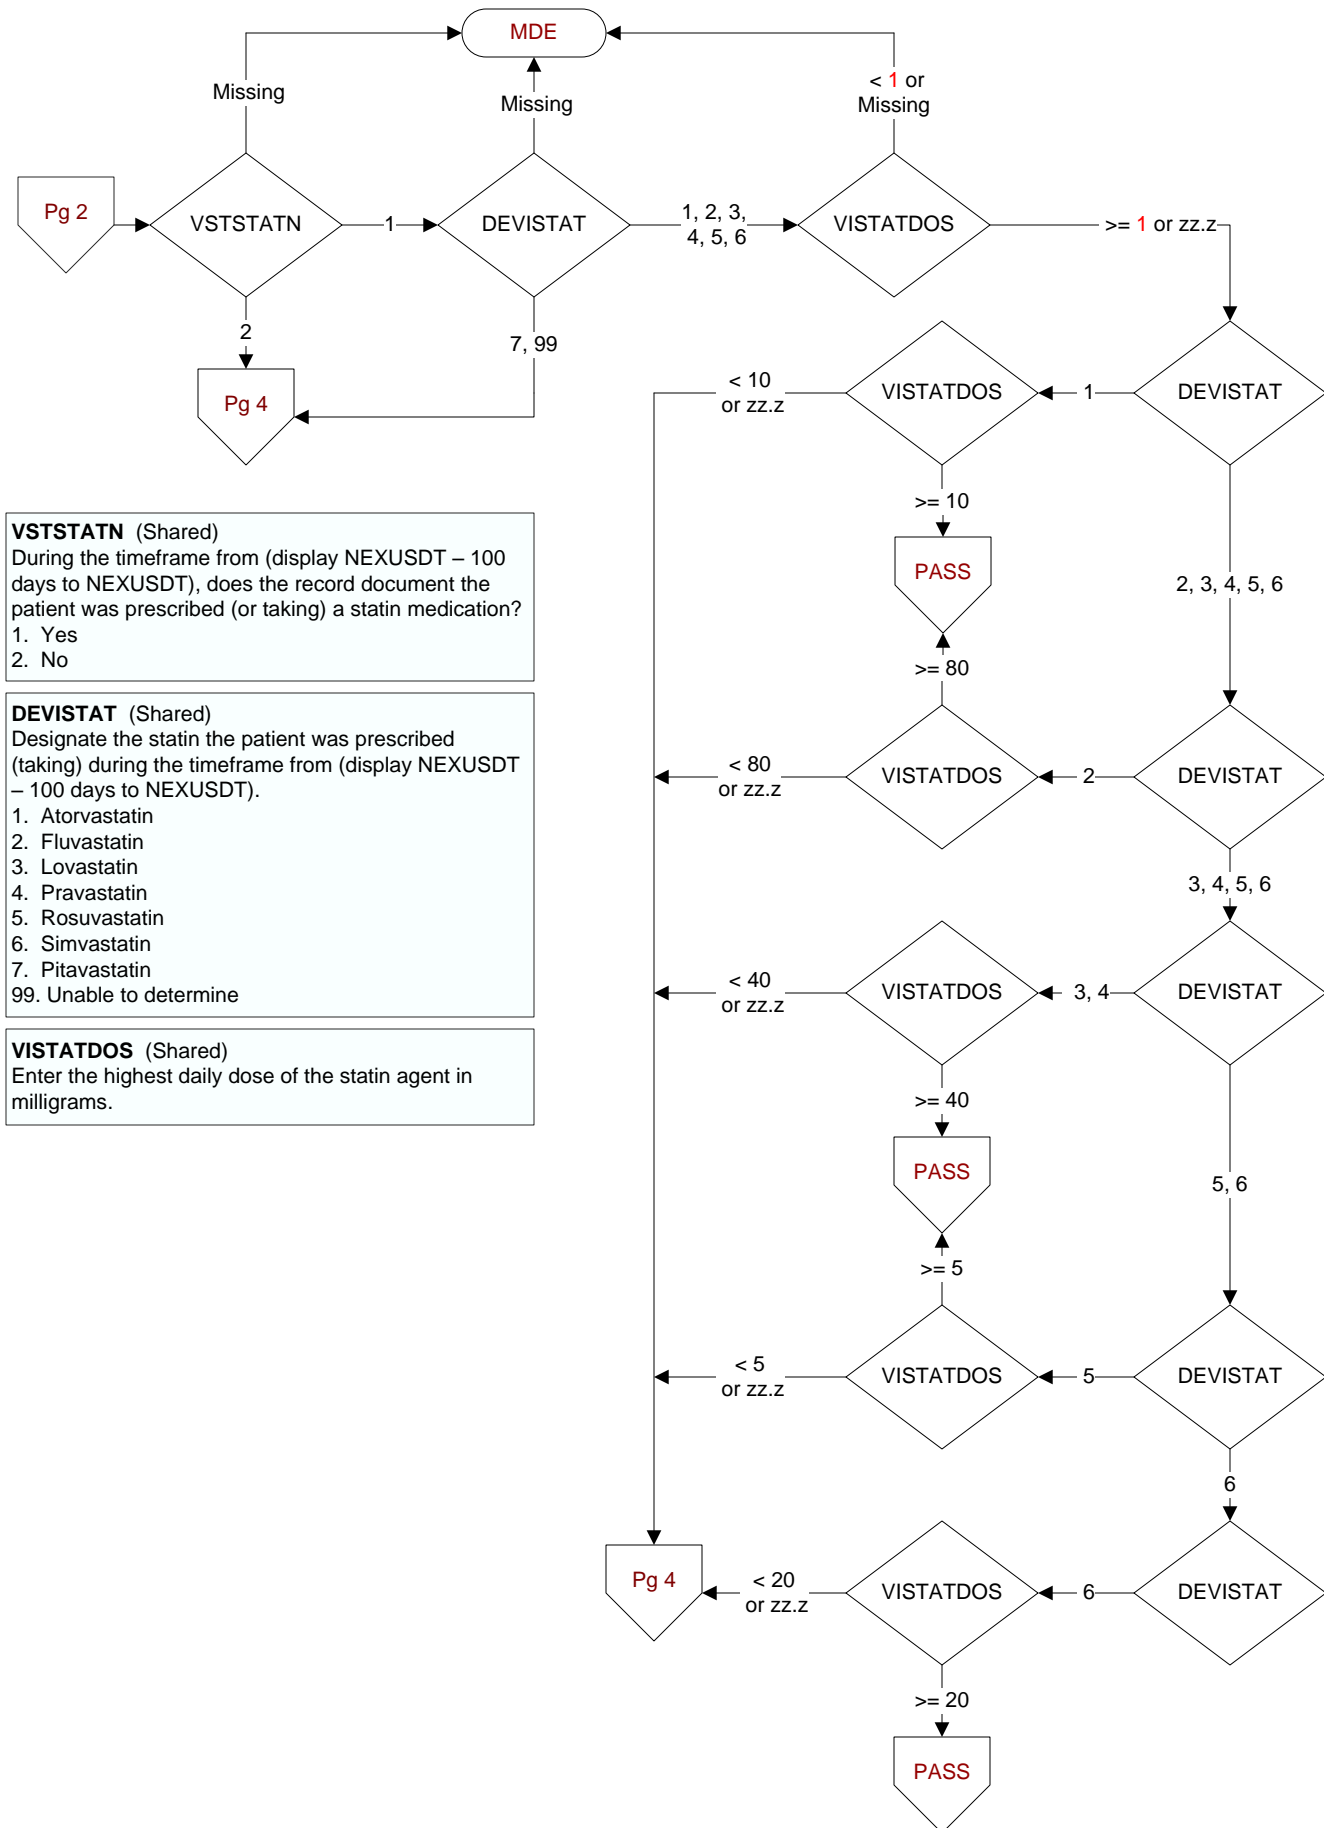 MDE
Missing
Missing
< 1 or
Missing
Pg 2
VSTSTATN
1
DEVISTAT
1, 2, 3,
4, 5, 6
VISTATDOS
>= 1 or zz.z
2
7, 99
Pg 4
< 10
or zz.z
VISTATDOS
1
DEVISTAT
>= 10
PASS
2, 3, 4, 5, 6
>= 80
< 80
or zz.z
VISTATDOS
2
DEVISTAT
3, 4, 5, 6
< 40
or zz.z
VISTATDOS
3, 4
DEVISTAT
>= 40
PASS
5, 6
>= 5
< 5
or zz.z
VISTATDOS
5
DEVISTAT
6
Pg 4
< 20
or zz.z
VISTATDOS
6
DEVISTAT
>= 20
PASS
VSTSTATN (Shared)
During the timeframe from (display NEXUSDT – 100
days to NEXUSDT), does the record document the
patient was prescribed (or taking) a statin medication?
1. Yes
2. No
DEVISTAT (Shared)
Designate the statin the patient was prescribed
(taking) during the timeframe from (display NEXUSDT
– 100 days to NEXUSDT).
1. Atorvastatin
2. Fluvastatin
3. Lovastatin
4. Pravastatin
5. Rosuvastatin
6. Simvastatin
7. Pitavastatin
99. Unable to determine
VISTATDOS (Shared)
Enter the highest daily dose of the statin agent in
milligrams.